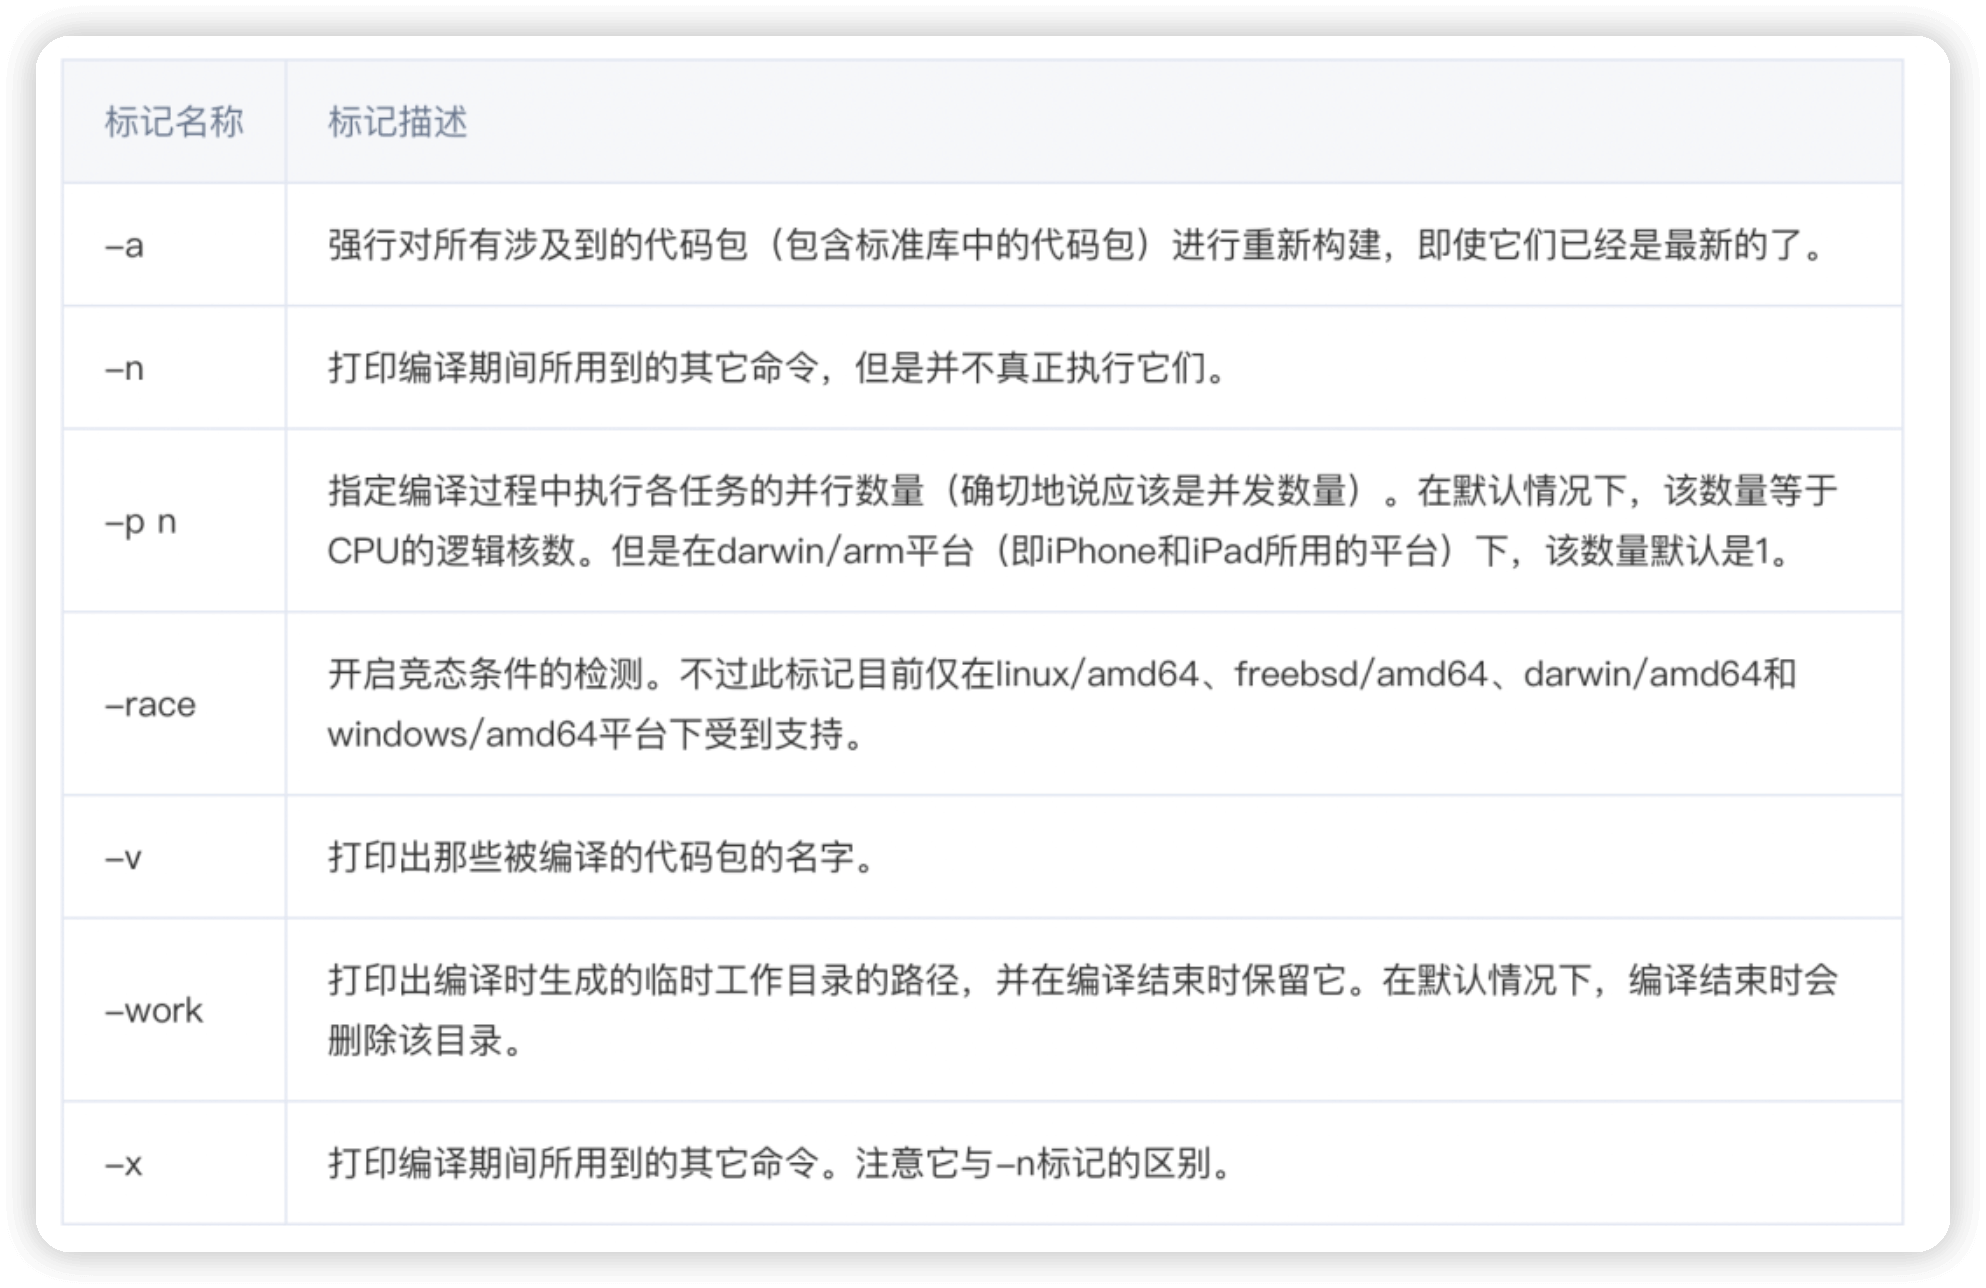 标记名称 标记描述
–a 强行对所有涉及到的代码包（包含标准库中的代码包）进行重新构建，即使它们已经是最新的了。
–n 打印编译期间所用到的其它命令，但是并不真正执行它们。
–p n 指定编译过程中执行各任务的并行数量（确切地说应该是并发数量）。在默认情况下，该数量等于
CPU的逻辑核数。但是在darwin/arm平台（即iPhone和iPad所用的平台）下，该数量默认是1。
–race 开启竞态条件的检测。不过此标记目前仅在linux/amd64、freebsd/amd64、darwin/amd64和
windows/amd64平台下受到支持。
–v 打印出那些被编译的代码包的名字。
–work 打印出编译时生成的临时工作目录的路径，并在编译结束时保留它。在默认情况下，编译结束时会
删除该目录。
–x 打印编译期间所用到的其它命令。注意它与–n标记的区别。